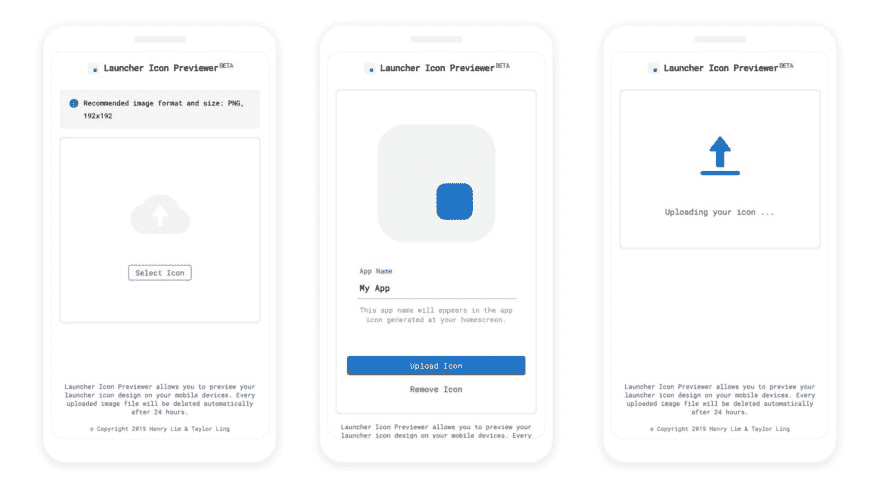 Launcher Icon Previewer BETA
Recommended image format and size: PNG,
192x192
Select Icon
Launcher Icon Previewer allows you to preview your
launcher icon design on your mobile devices. Every
uploaded image file will be deleted automatically
after 24 hours.
© Copyright 2019 Henry Lim & Taylor Ling
Launcher Icon Previewer BETA
App Name
My App
This app name will appears in the app
icon generated at your homescreen.
Upload Icon
Remove Icon
Launcher Icon Previewer allows you to preview your
launcher icon design on your mobile devices. Every
Launcher Icon Previewer BETA
Uploading your icon ...
Launcher Icon Previewer allows you to preview your
launcher icon design on your mobile devices. Every
uploaded image file will be deleted automatically
after 24 hours.
© Copyright 2019 Henry Lim & Taylor Ling